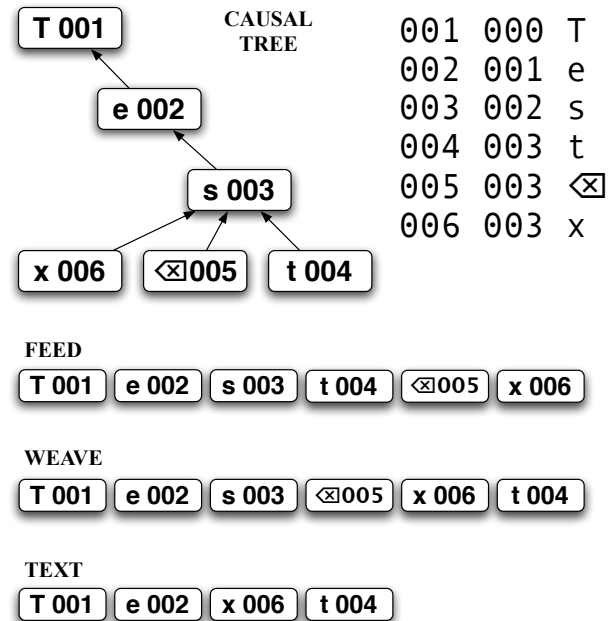 T 001
CAUSAL
TREE
e 002
s 003
x 006 ⌫005 t 004
001 000 T
002 001 e
003 002 s
004 003 t
005 003 ⌫
006 003 x
FEED
T 001 e 002 s 003 t 004 ⌫005 x 006
WEAVE
T 001 e 002 s 003 ⌫005 x 006 t 004
TEXT
T 001 e 002 x 006 t 004